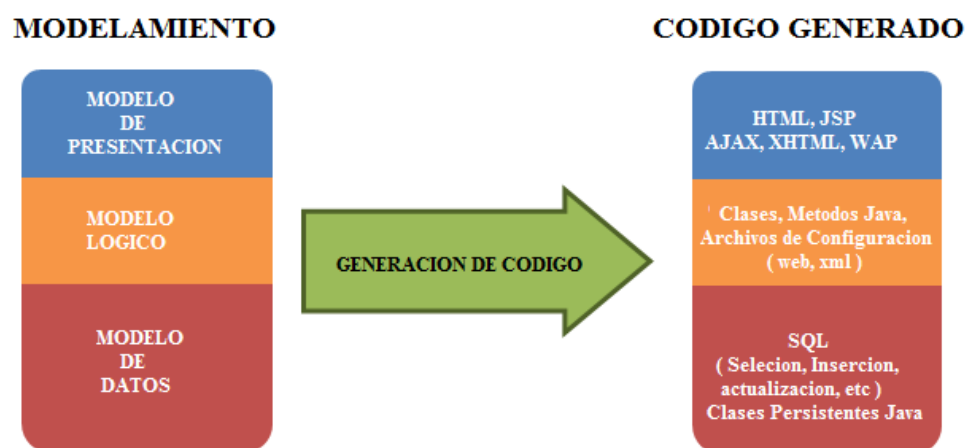 MODELAMIENTO
MODELO
DE
PRESENTACION
MODELO
LOGICO
MODELO
DE
DATOS
GENERACION DE CODIGO
CODIGO GENERADO
HTML, JSP
AJAX, XHTML, WAP
Clases, Metodos Java,
Archivos de Configuracion
( web, xml )
SQL
( Selecion, Insercion,
actualizacion, etc )
Clases Persistentes Java